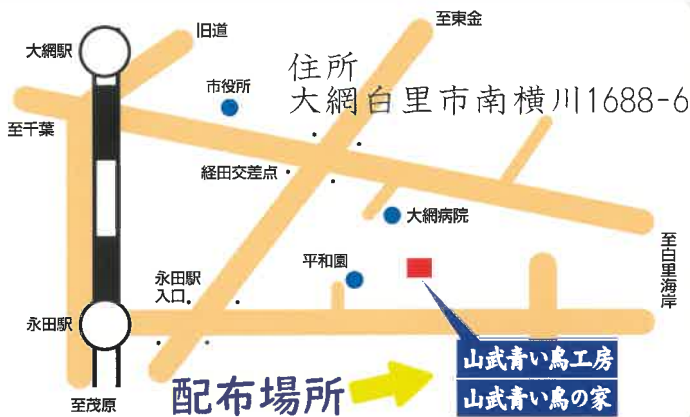 至東金
旧道
大網駅
住所
市役所
大網白里市南横川1688-6
至千葉
経田交差点
大網病院
至白里海岸
平和園
永田駅
入口
永田駅
山武青い鳥工房
配布場所
山武青い鳥の家
至茂原